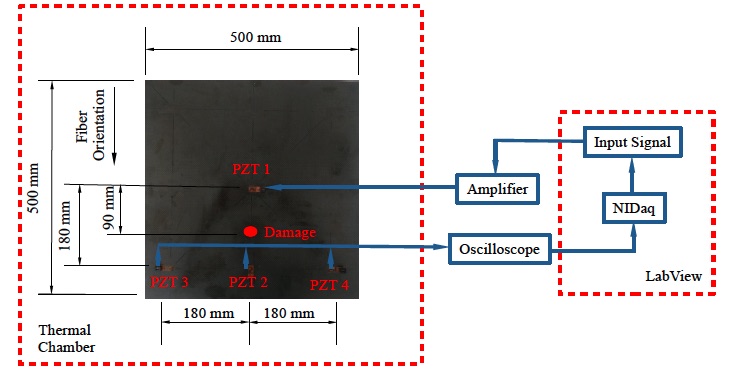 500 mm
Fiber
Orientation
500 mm
180 mm
90 mm
PZT 1
Damage
PZT 3
PZT 2
PZT 4
180 mm
180 mm
Thermal
Chamber
Amplifier
Oscilloscope
Input Signal
NIDaq
LabView